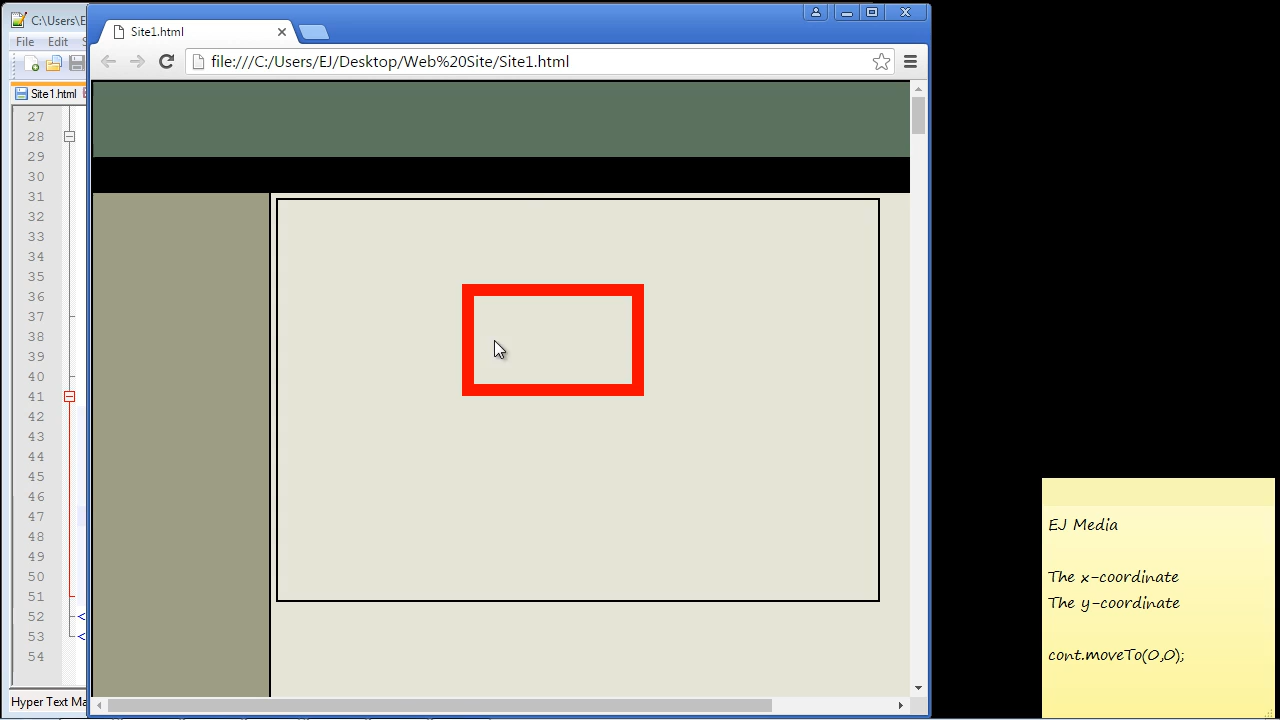 C:\Users\E
File Edit S
Site1.html
27
28
29
30
31
32
33
34
35
36
37
38
39
40
41
42
43
44
45
46
47
48
49
50
51
52 <
53 <
54
Hyper Text Ma
Site1.html
file:///C:/Users/EJ/Desktop/Web%20Site/Site1.html
EJ Media
The x-coordinate
The y-coordinate
cont.moveTo(0,0);